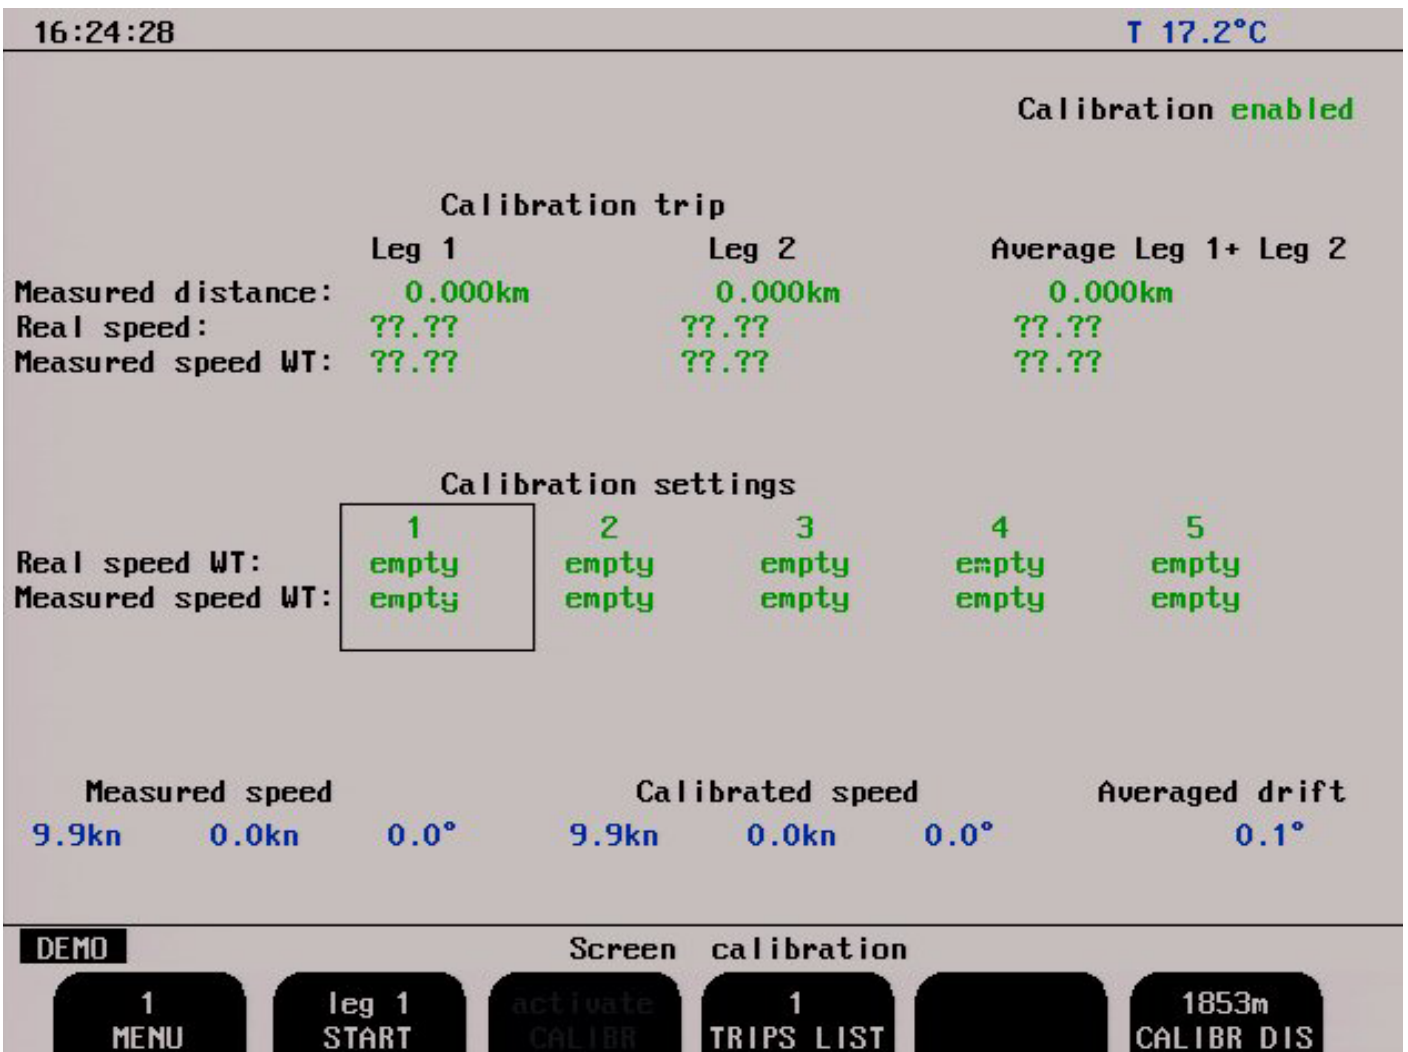 16:24:28 T 17.2°C
Calibration enabled
Calibration trip
Leg 1 Leg 2 Average Leg 1+ Leg 2
Measured distance: 0.000km 0.000km 0.000km
Real speed: ??.?? ??.?? ??.??
Measured speed WT: ??.?? ??.?? ??.??
Calibration settings
1 2 3 4 5
Real speed WT: empty empty empty empty empty
Measured speed WT: empty empty empty empty empty
Measured speed Calibrated speed Averaged drift
9.9kn 0.0kn 0.0° 9.9kn 0.0kn 0.0° 0.1°
DEMO Screen calibration
1 leg 1 activate 1 1853m
MENU START CALIBR TRIPS LIST CALIBR DIS